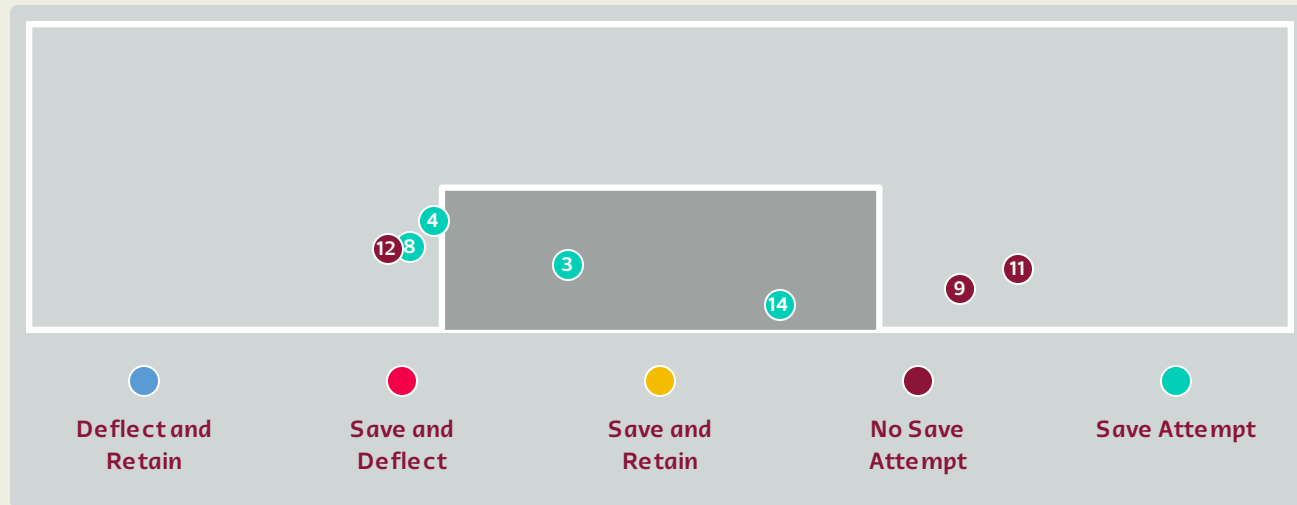 4
12
8
3
11
9
14
Deflect and
Retain
Save and
Deflect
Save and
Retain
No Save
Attempt
Save Attempt